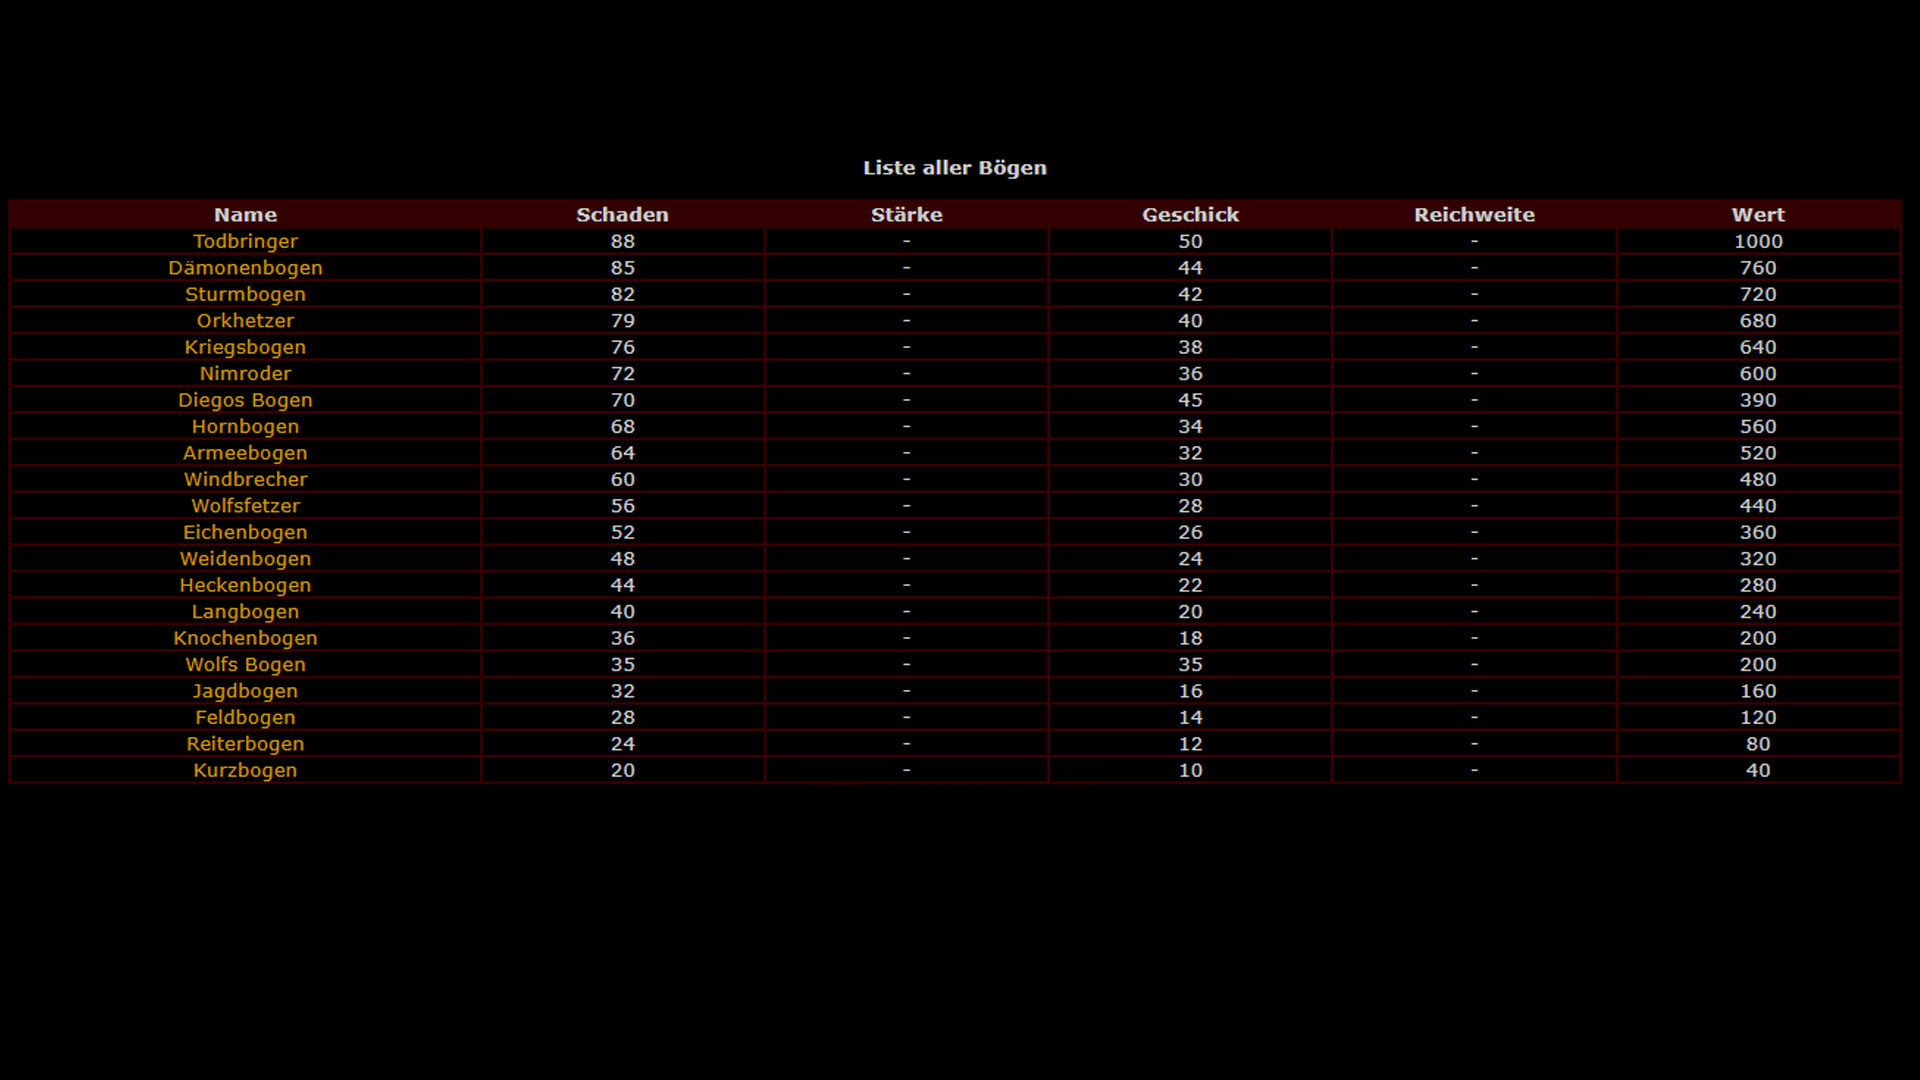 Liste aller Bögen
Name Schaden Stärke Geschick Reichweite Wert
Todbringer 88 - 50 - 1000
Dämonenbogen 85 - 44 - 760
Sturmbogen 82 - 42 - 720
Orkhetzer 79 - 40 - 680
Kriegsbogen 76 - 38 - 640
Nimroder 72 - 36 - 600
Diegos Bogen 70 - 45 - 390
Hornbogen 68 - 34 - 560
Armeebogen 64 - 32 - 520
Windbrecher 60 - 30 - 480
Wolfsfetzer 56 - 28 - 440
Eichenbogen 52 - 26 - 360
Weidenbogen 48 - 24 - 320
Heckenbogen 44 - 22 - 280
Langbogen 40 - 20 - 240
Knochenbogen 36 - 18 - 200
Wolfs Bogen 35 - 35 - 200
Jagdbogen 32 - 16 - 160
Feldbogen 28 - 14 - 120
Reiterbogen 24 - 12 - 80
Kurzbogen 20 - 10 - 40